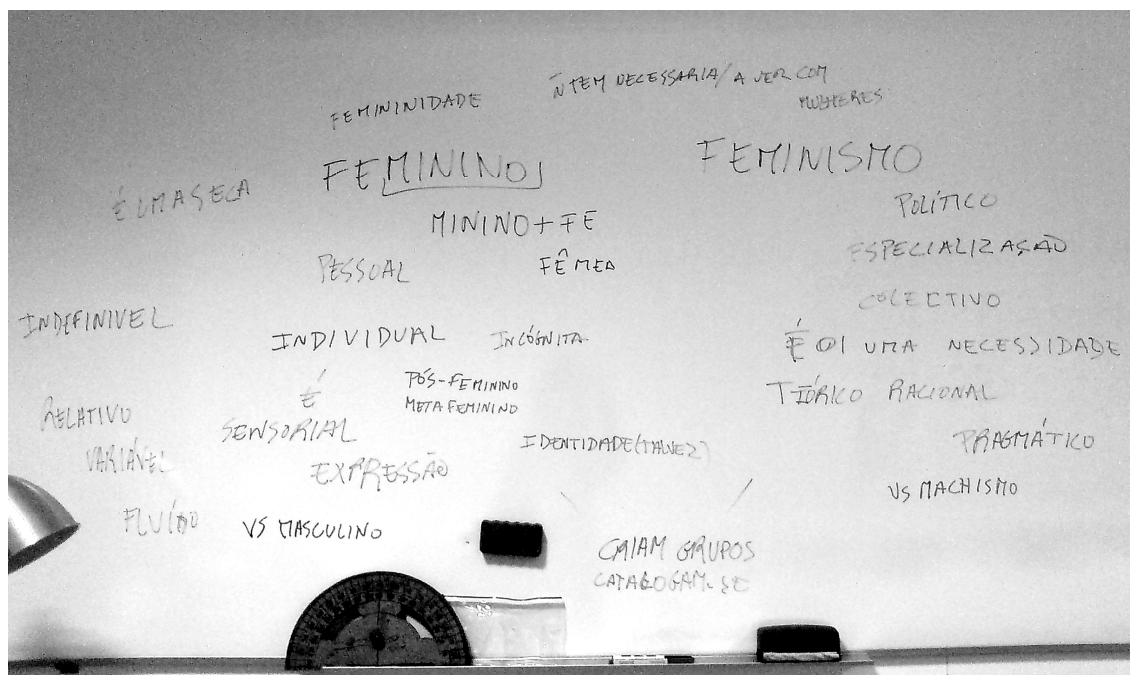 FEMININIDADE
Ñ TEM NECESSARIA/ A VER COM
MULHERES
FEMININO
FEMINISMO
É UMA SECA
MININO + FE
FÊMEA
PESSOAL
POLÍTICO
ESPECIALIZAÇÃO
COLECTIVO
INDEFINIVEL
INDIVIDUAL
INCÓGNITA
É UMA NECESSIDADE
PÓS-FEMININO
META FEMININO
TIÓRICO RACIONAL
RELATIVO
É
SENSORIAL
IDENTIDADE (TALVEZ)
PRAGMÁTICO
VARIÁVEL
EXPRESSÃO
VS MACHISMO
FLUÍDO
VS MASCULINO
CRIAM GRUPOS
CATALOGAM-SE